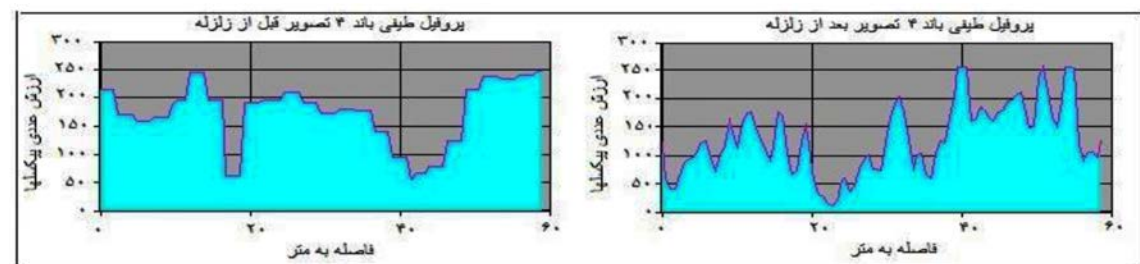 پروفیل طیفی باند ۴ تصویر قبل از زلزله
ارزش عددی پیکسلها
۳۰۰
۲۵۰
۲۰۰
۱۵۰
۱۰۰
۵۰
۰
۰ ۲۰ ۴۰ ۶۰
فاصله به متر
پروفیل طیفی باند ۴ تصویر بعد از زلزله
ارزش عددی پیکسلها
۳۰۰
۲۵۰
۲۰۰
۱۵۰
۱۰۰
۵۰
۰
۰ ۲۰ ۴۰ ۶۰
فاصله به متر